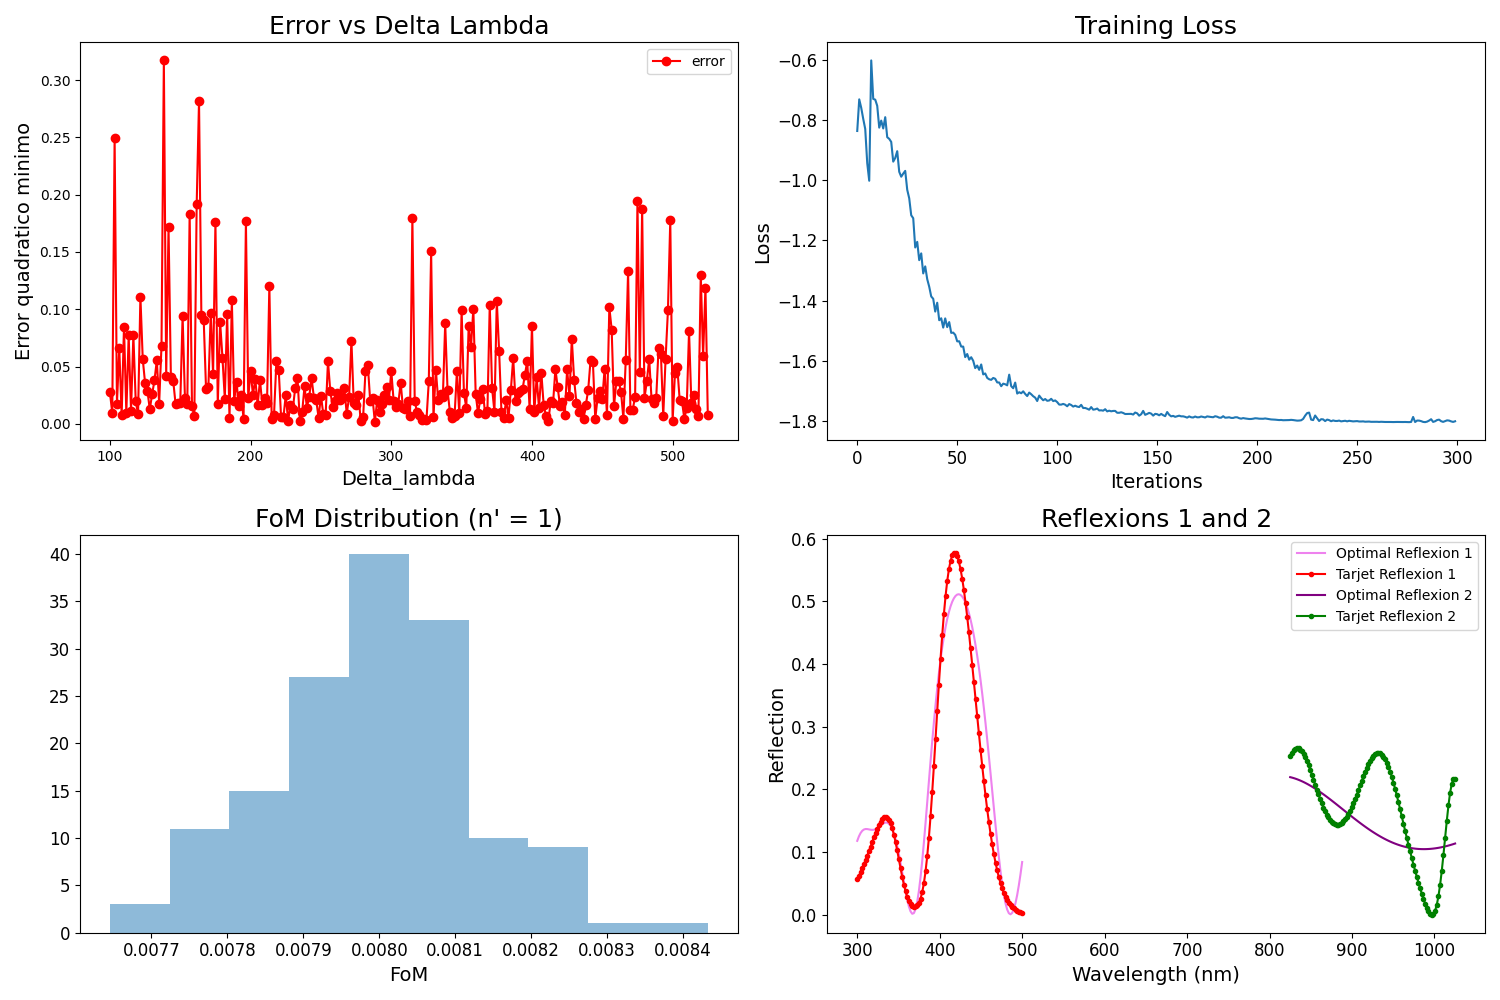 Error vs Delta Lambda
error
Error quadratico minimo
0.30
0.25
0.20
0.15
0.10
0.05
0.00
100 200 300 400 500
Delta_lambda
Training Loss
Loss
−0.6
−0.8
−1.0
−1.2
−1.4
−1.6
−1.8
0 50 100 150 200 250 300
Iterations
FoM Distribution (n' = 1)
40
35
30
25
20
15
10
5
0
0.0077 0.0078 0.0079 0.0080 0.0081 0.0082 0.0083 0.0084
FoM
Reflexions 1 and 2
Optimal Reflexion 1
Tarjet Reflexion 1
Optimal Reflexion 2
Tarjet Reflexion 2
Reflection
0.6
0.5
0.4
0.3
0.2
0.1
0.0
300 400 500 600 700 800 900 1000
Wavelength (nm)